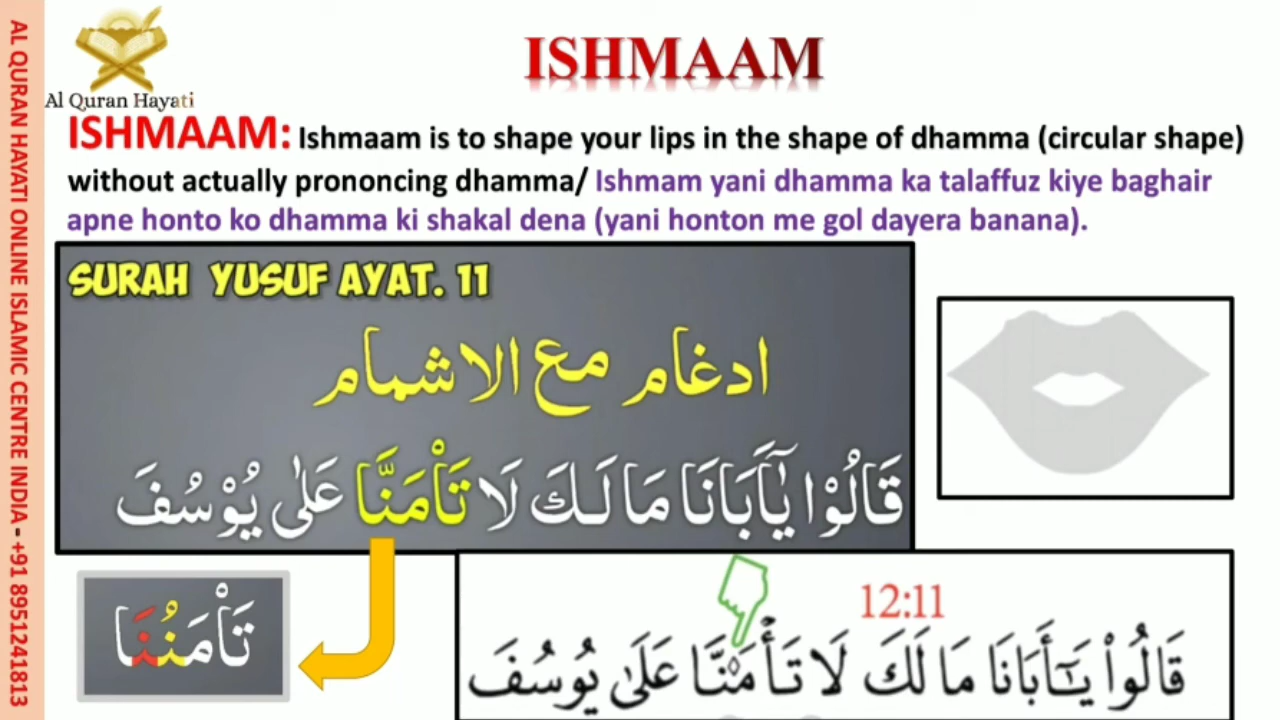 ISHMAAM
Al Quran Hayati
AL QURAN HAYATI ONLINE ISLAMIC CENTRE INDIA - +91 8951241813
ISHMAAM: Ishmaam is to shape your lips in the shape of dhamma (circular shape)
without actually prononcing dhamma/ Ishmam yani dhamma ka talaffuz kiye baghair
apne honto ko dhamma ki shakal dena (yani honton me gol dayera banana).
SURAH YUSUF AYAT. 11
ادغام مع الاشمام
قَالُوْا يٰٓاَبَانَا مَا لَـكَ لَا تَاْمَنَّا عَلٰى يُوْسُفَ
تَاْمَنُنَا
12:11
قَالُوا۟ يَـٰٓأَبَانَا مَا لَكَ لَا تَأْمَ۫نَّا عَلَىٰ يُوسُفَ